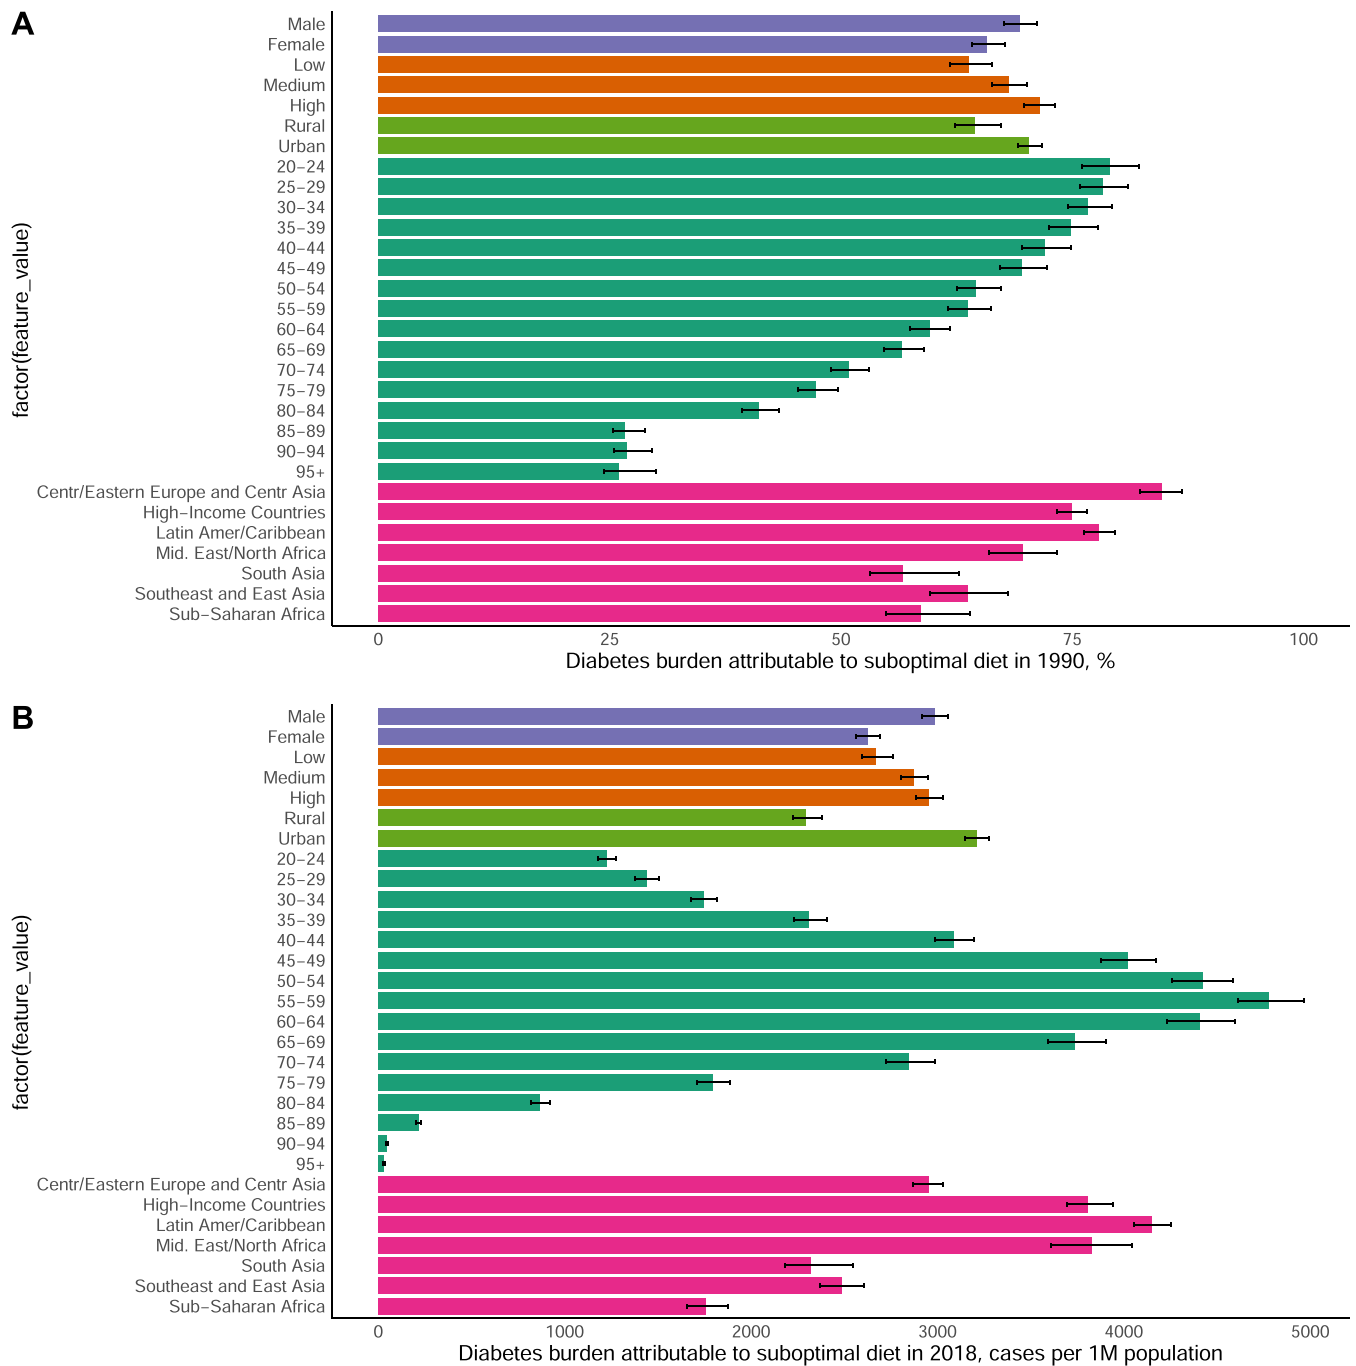 A
Male
Female
Low
Medium
High
Rural
Urban
20−24
25−29
30−34
35−39
40−44
45−49
50−54
55−59
60−64
65−69
70−74
75−79
80−84
85−89
90−94
95+
Centr/Eastern Europe and Centr Asia
High−Income Countries
Latin Amer/Caribbean
Mid. East/North Africa
South Asia
Southeast and East Asia
Sub−Saharan Africa
factor(feature_value)
0 25 50 75 100
Diabetes burden attributable to suboptimal diet in 1990, %
B
Male
Female
Low
Medium
High
Rural
Urban
20−24
25−29
30−34
35−39
40−44
45−49
50−54
55−59
60−64
65−69
70−74
75−79
80−84
85−89
90−94
95+
Centr/Eastern Europe and Centr Asia
High−Income Countries
Latin Amer/Caribbean
Mid. East/North Africa
South Asia
Southeast and East Asia
Sub−Saharan Africa
factor(feature_value)
0 1000 2000 3000 4000 5000
Diabetes burden attributable to suboptimal diet in 2018, cases per 1M population